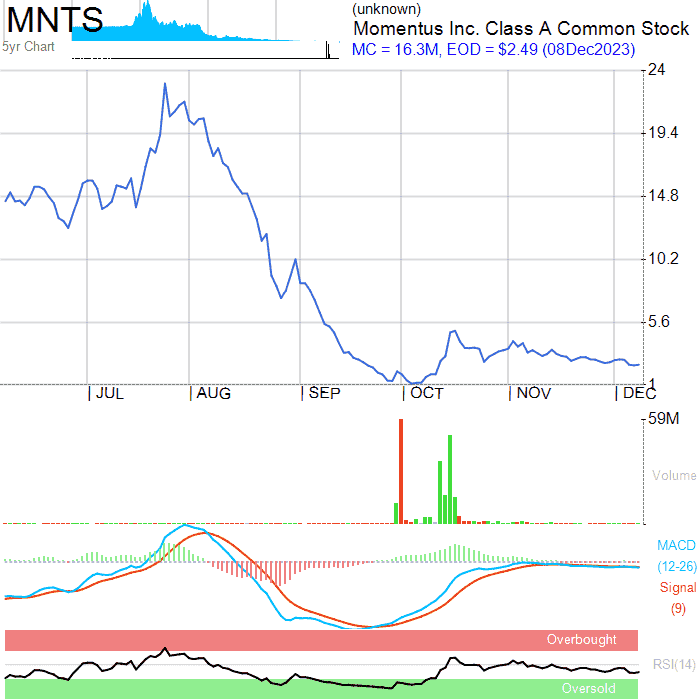 MNTS
5yr Chart
(unknown)
Momentus Inc. Class A Common Stock
MC = 16.3M, EOD = $2.49 (08Dec2023)
24
19.4
14.8
10.2
5.6
1
JUL AUG SEP OCT NOV DEC
59M
Volume
MACD
(12-26)
Signal
(9)
Overbought
RSI(14)
Oversold